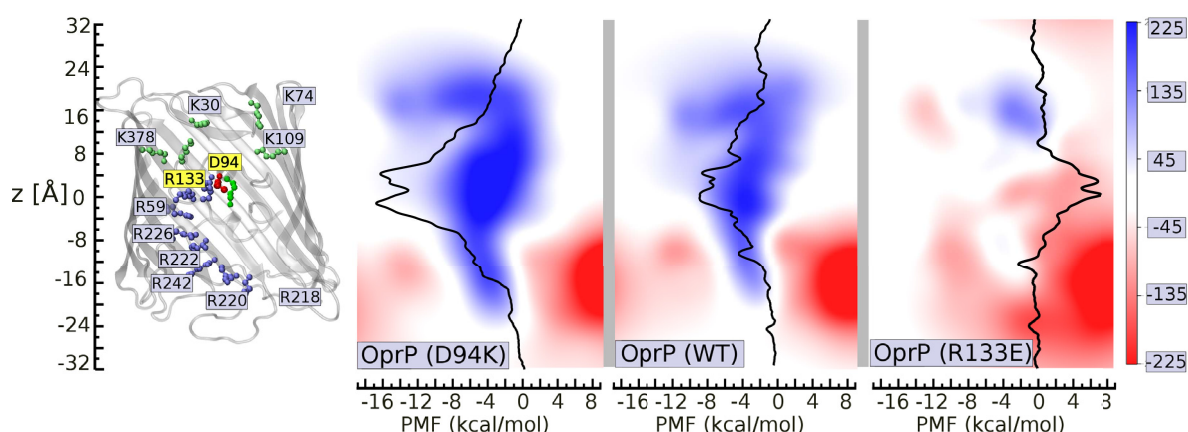 32
24
16
8
0
-8
-16
-24
-32
z [Å]
K30
K74
K378
K109
D94
R133
R59
R226
R222
R242
R220
R218
OprP (D94K)
OprP (WT)
OprP (R133E)
-16 -12 -8 -4 0 4 8
-16 -12 -8 -4 0 4 8
-16 -12 -8 -4 0 4 8
PMF (kcal/mol)
PMF (kcal/mol)
PMF (kcal/mol)
225
135
45
-45
-135
-225